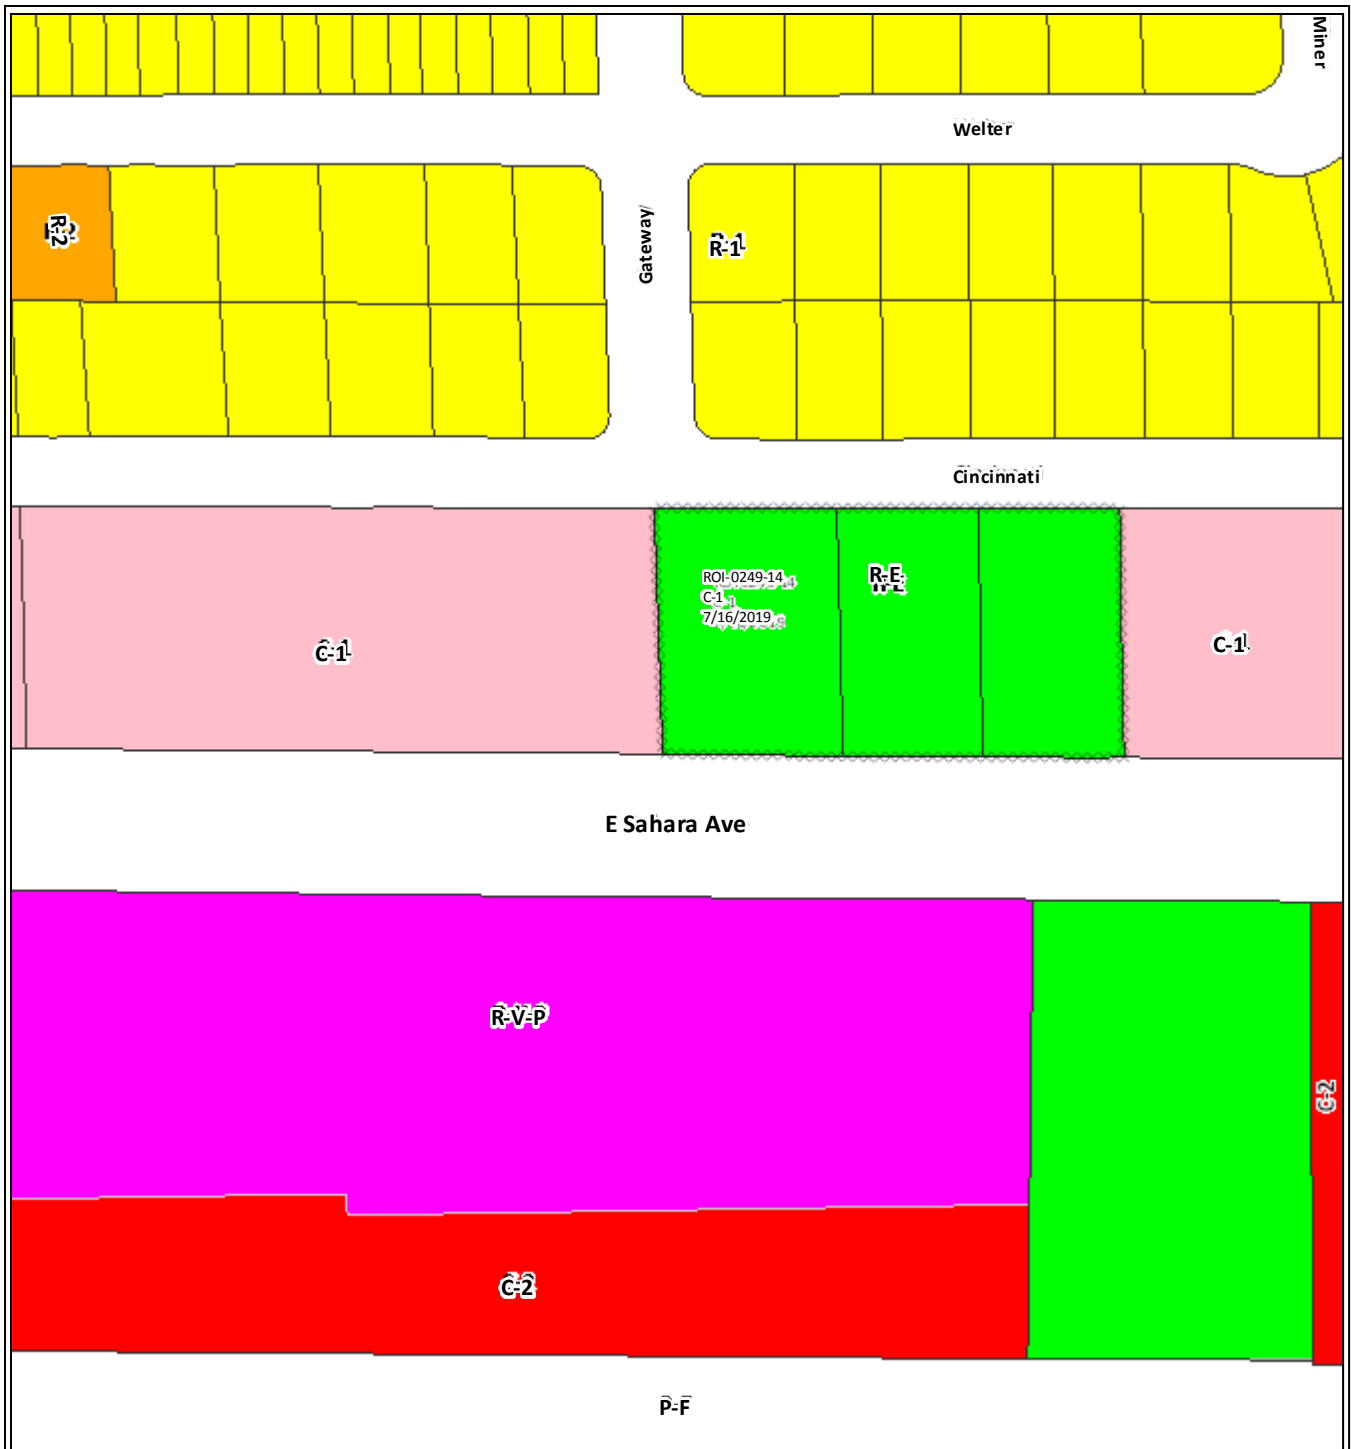 Miner
Welter
R-2
Gateway
R-1
Cincinnati
ROI-0249-14
C-1
7/16/2019
R-E
C-1
C-1
E Sahara Ave
R-V-P
C-2
C-2
P-F